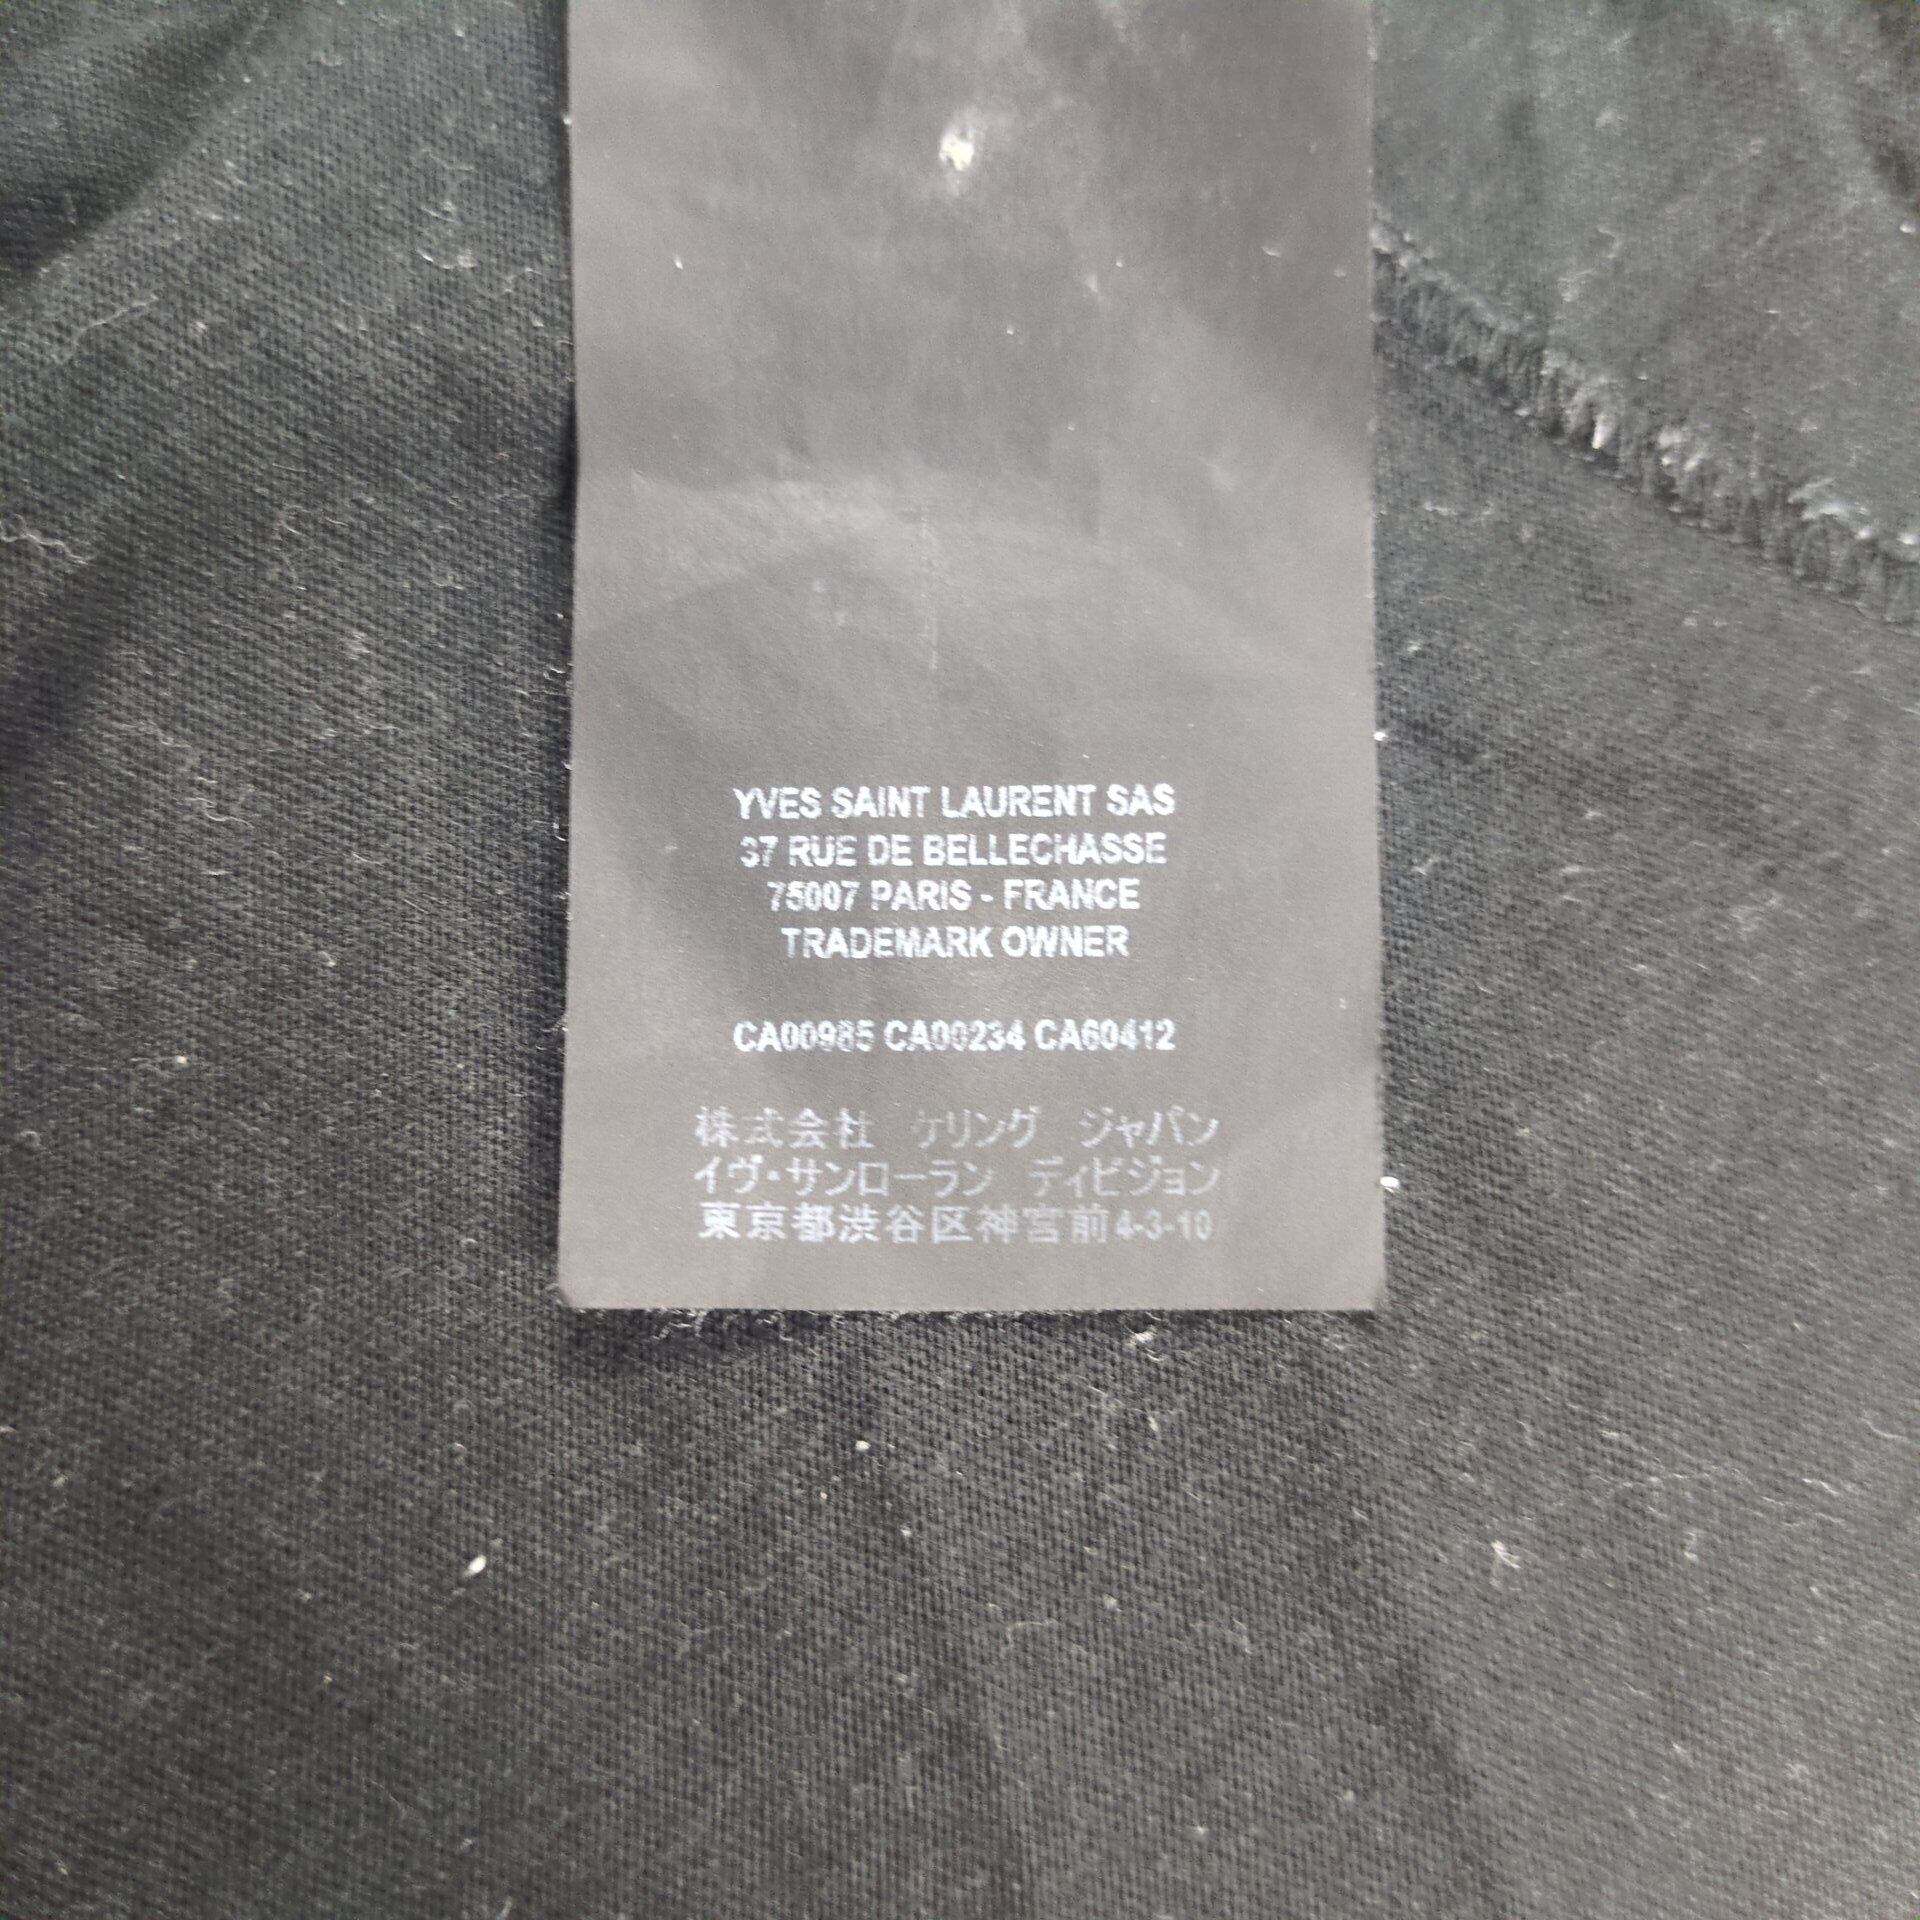 YVES SAINT LAURENT SAS
37 RUE DE BELLECHASSE
75007 PARIS - FRANCE
TRADEMARK OWNER
CA00985 CA00234 CA60412
株式会社 ケリング ジャパン
イヴ・サンローラン ディビジョン
東京都渋谷区神宮前4-3-10